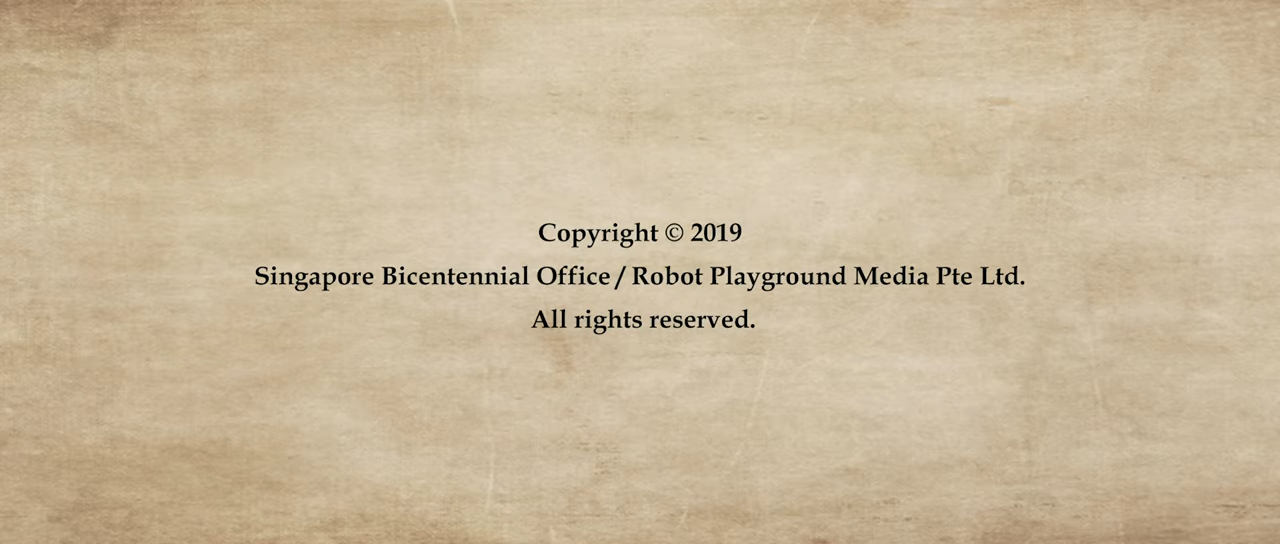 Copyright © 2019
Singapore Bicentennial Office / Robot Playground Media Pte Ltd.
All rights reserved.